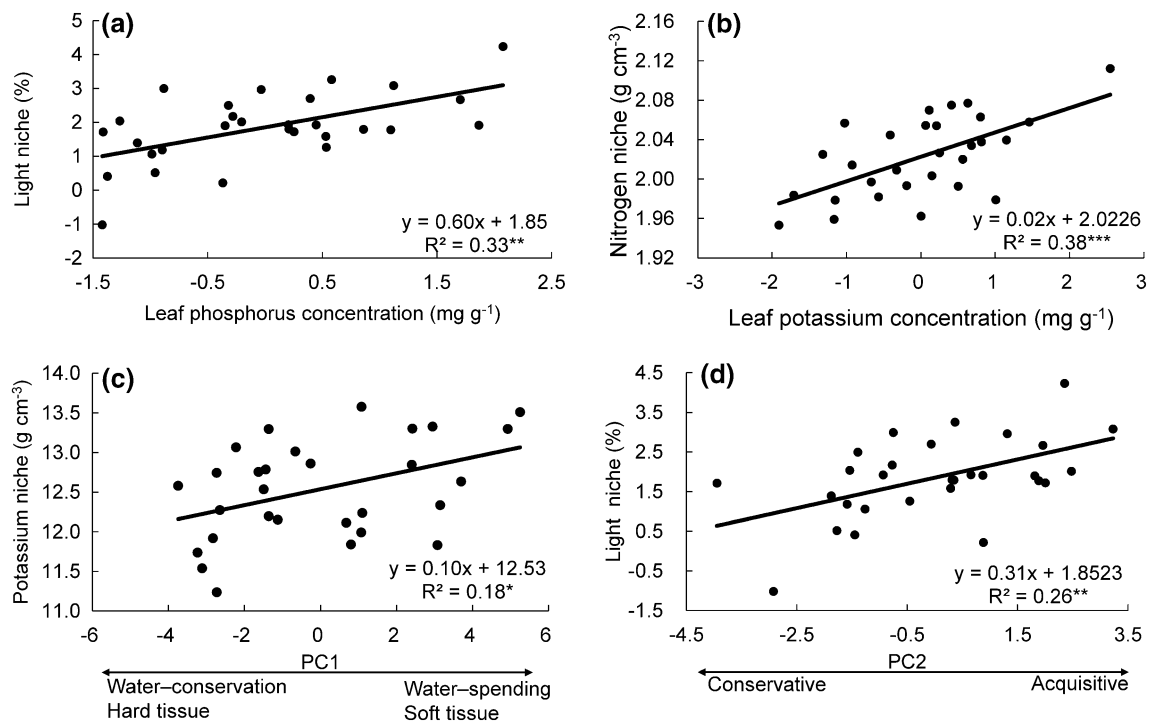 (a)
Light niche (%)
5
4
3
2
1
0
-1
-2
y = 0.60x + 1.85
R² = 0.33**
-1.5 -0.5 0.5 1.5 2.5
Leaf phosphorus concentration (mg g-1)
(b)
Nitrogen niche (g cm-3)
2.16
2.12
2.08
2.04
2.00
1.96
1.92
y = 0.02x + 2.0226
R² = 0.38***
-3 -2 -1 0 1 2 3
Leaf potassium concentration (mg g-1)
(c)
Potassium niche (g cm-3)
14.0
13.5
13.0
12.5
12.0
11.5
11.0
y = 0.10x + 12.53
R² = 0.18*
-6 -4 -2 0 2 4 6
PC1
Water–conservation Water–spending
Hard tissue Soft tissue
(d)
Light niche (%)
4.5
3.5
2.5
1.5
0.5
-0.5
-1.5
y = 0.31x + 1.8523
R² = 0.26**
-4.5 -2.5 -0.5 1.5 3.5
PC2
Conservative Acquisitive